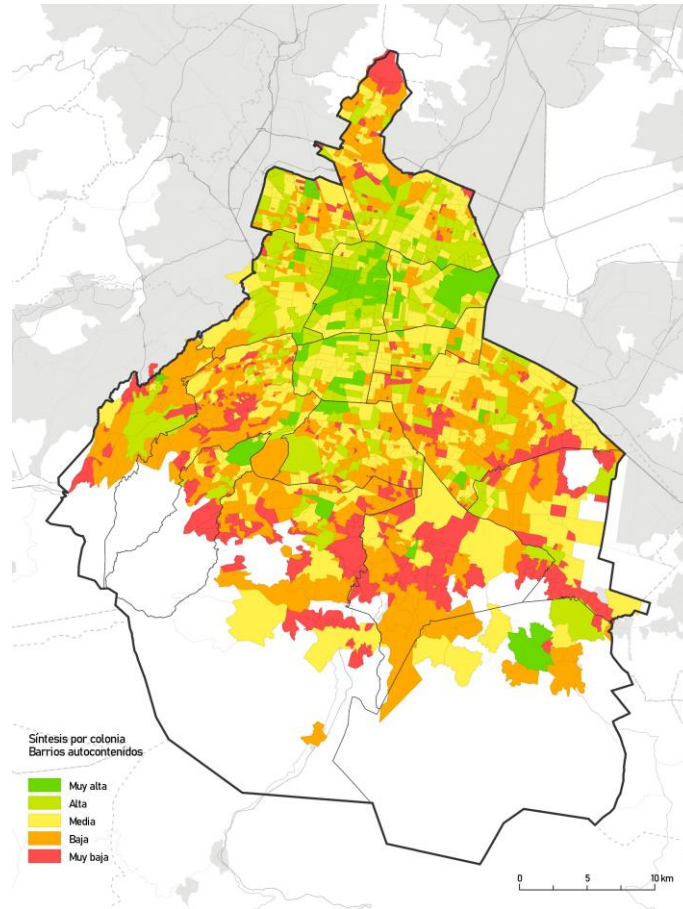 Síntesis por colonia
Barrios autocontenidos
Muy alta
Alta
Media
Baja
Muy baja
0 5 10 km